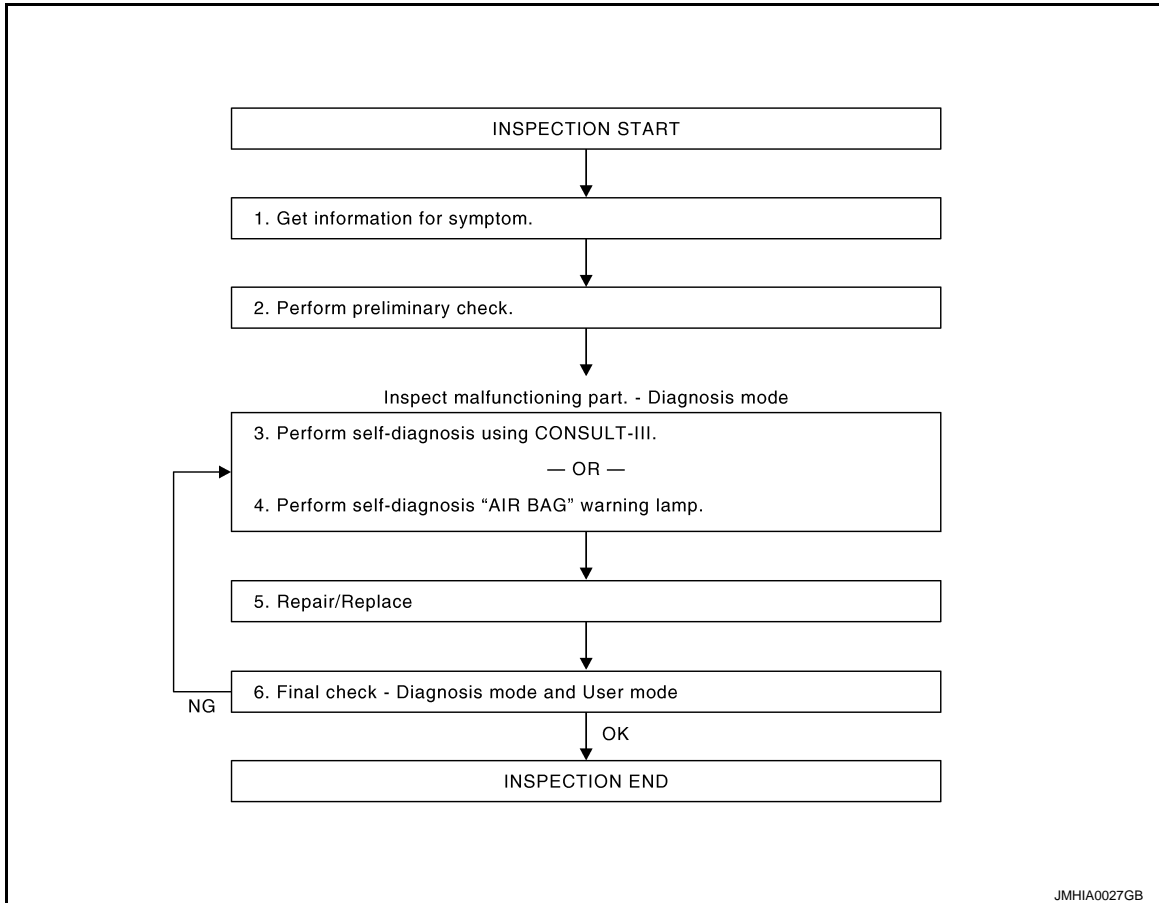 INSPECTION START
1. Get information for symptom.
2. Perform preliminary check.
Inspect malfunctioning part. - Diagnosis mode
3. Perform self-diagnosis using CONSULT-III.
— OR —
4. Perform self-diagnosis “AIR BAG” warning lamp.
5. Repair/Replace
6. Final check - Diagnosis mode and User mode
NG
OK
INSPECTION END
JMHIA0027GB